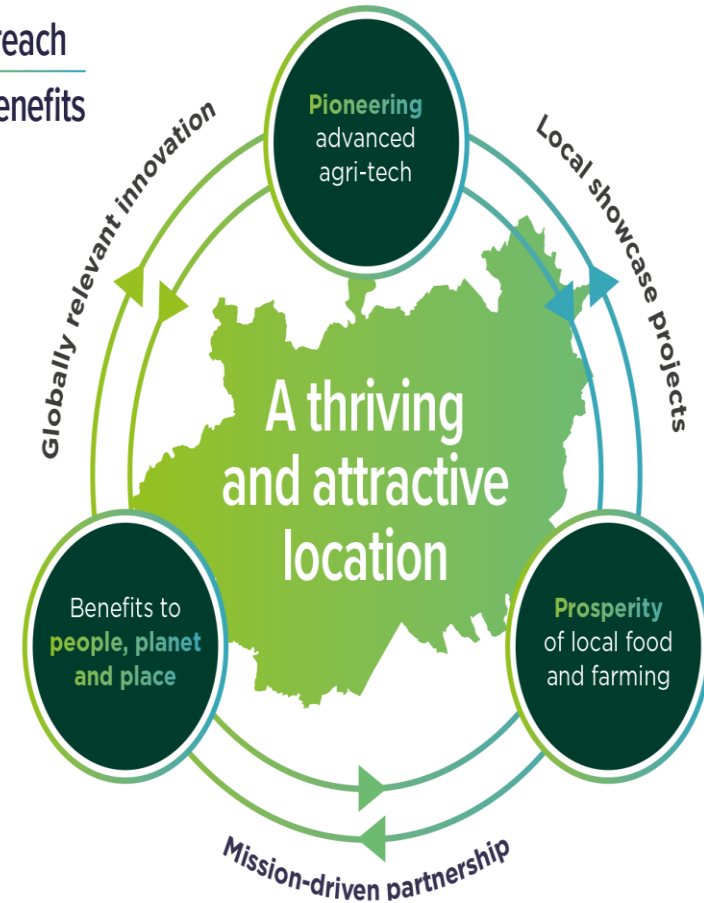 reach
enefits
Pioneering
advanced
agri-tech
Globally relevant innovation
Local showcase projects
A thriving
and attractive
location
Benefits to
people, planet
and place
Prosperity
of local food
and farming
Mission-driven partnership